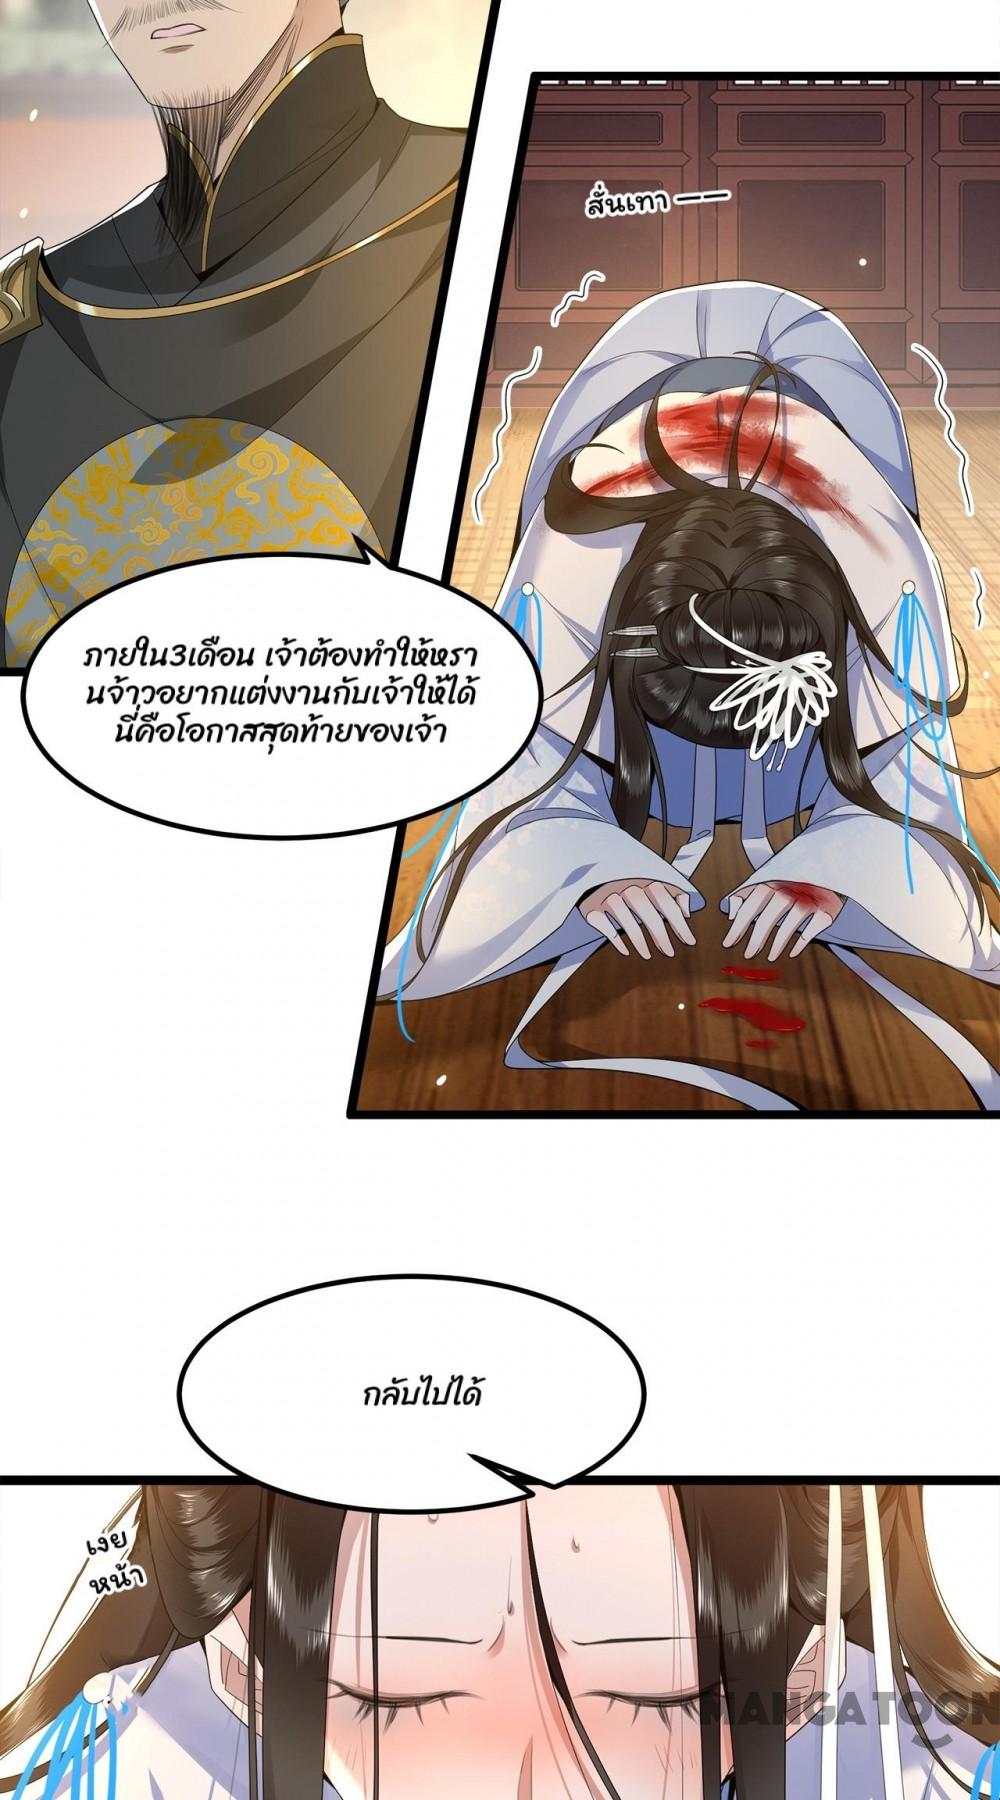 สั่นเทา ——
ภายใน3เดือน เจ้าต้องทำให้หรา
นจ้าวอยากแต่งงานกับเจ้าให้ได้
นี่คือโอกาสสุดท้ายของเจ้า
กลับไปได้
เงย
หน้า
MANGATOON